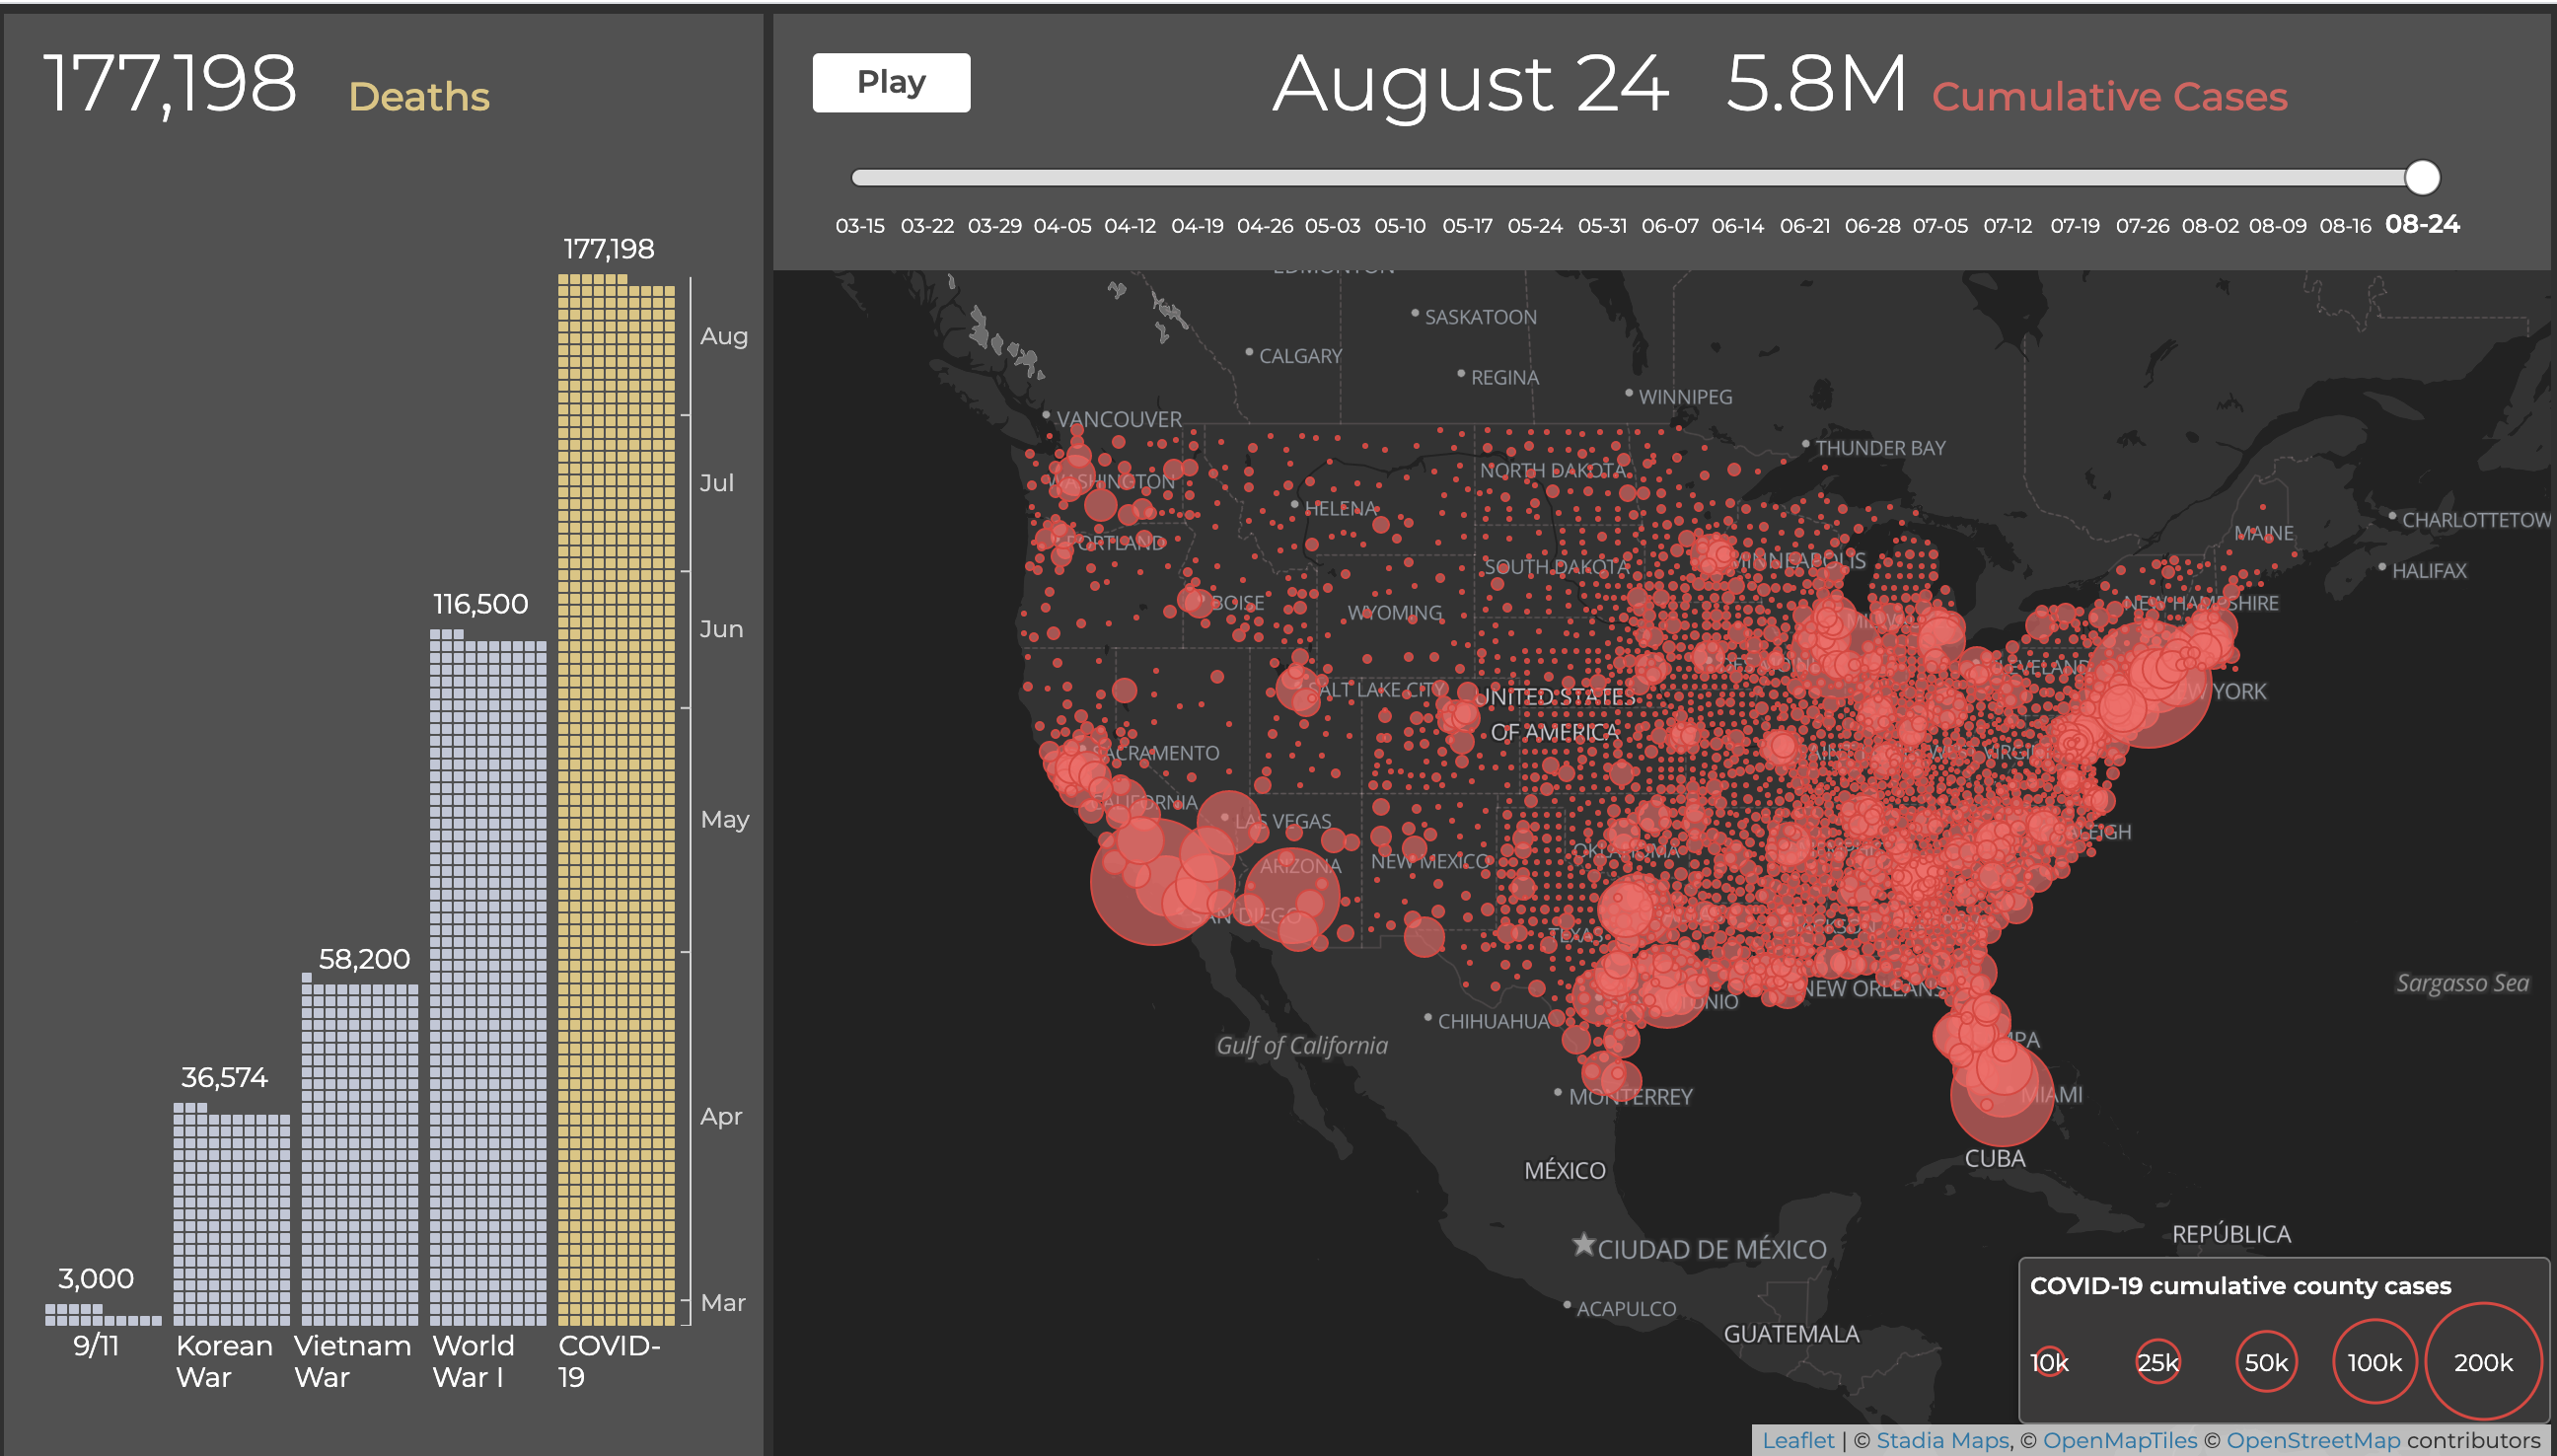 177,198 Deaths
177,198
116,500
58,200
36,574
3,000
Aug
Jul
Jun
May
Apr
Mar
9/11
Korean War
Vietnam War
World War I
COVID-19
Play
August 24 5.8M Cumulative Cases
03-15 03-22 03-29 04-05 04-12 04-19 04-26 05-03 05-10 05-17 05-24 05-31 06-07 06-14 06-21 06-28 07-05 07-12 07-19 07-26 08-02 08-09 08-16 08-24
EDMONTON
SASKATOON
CALGARY
REGINA
WINNIPEG
VANCOUVER
THUNDER BAY
NORTH DAKOTA
WASHINGTON
HELENA
CHARLOTTETOW
MAINE
PORTLAND
MINNEAPOLIS
SOUTH DAKOTA
HALIFAX
BOISE
WYOMING
NEW HAMPSHIRE
CLEVELAND
SALT LAKE CITY
UNITED STATES
OF AMERICA
YORK
SACRAMENTO
WEST VIRGIN
CALIFORNIA
LAS VEGAS
LEIGH
OKLAHOMA
ARIZONA
NEW MEXICO
SAN DIEGO
TEXAS
JACKSON
Sargasso Sea
NEW ORLEANS
TONIO
CHIHUAHUA
Gulf of California
MPA
MONTERREY
MIAMI
CUBA
MÉXICO
REPÚBLICA
CIUDAD DE MÉXICO
ACAPULCO
GUATEMALA
COVID-19 cumulative county cases
10k 25k 50k 100k 200k
Leaflet | © Stadia Maps, © OpenMapTiles © OpenStreetMap contributors